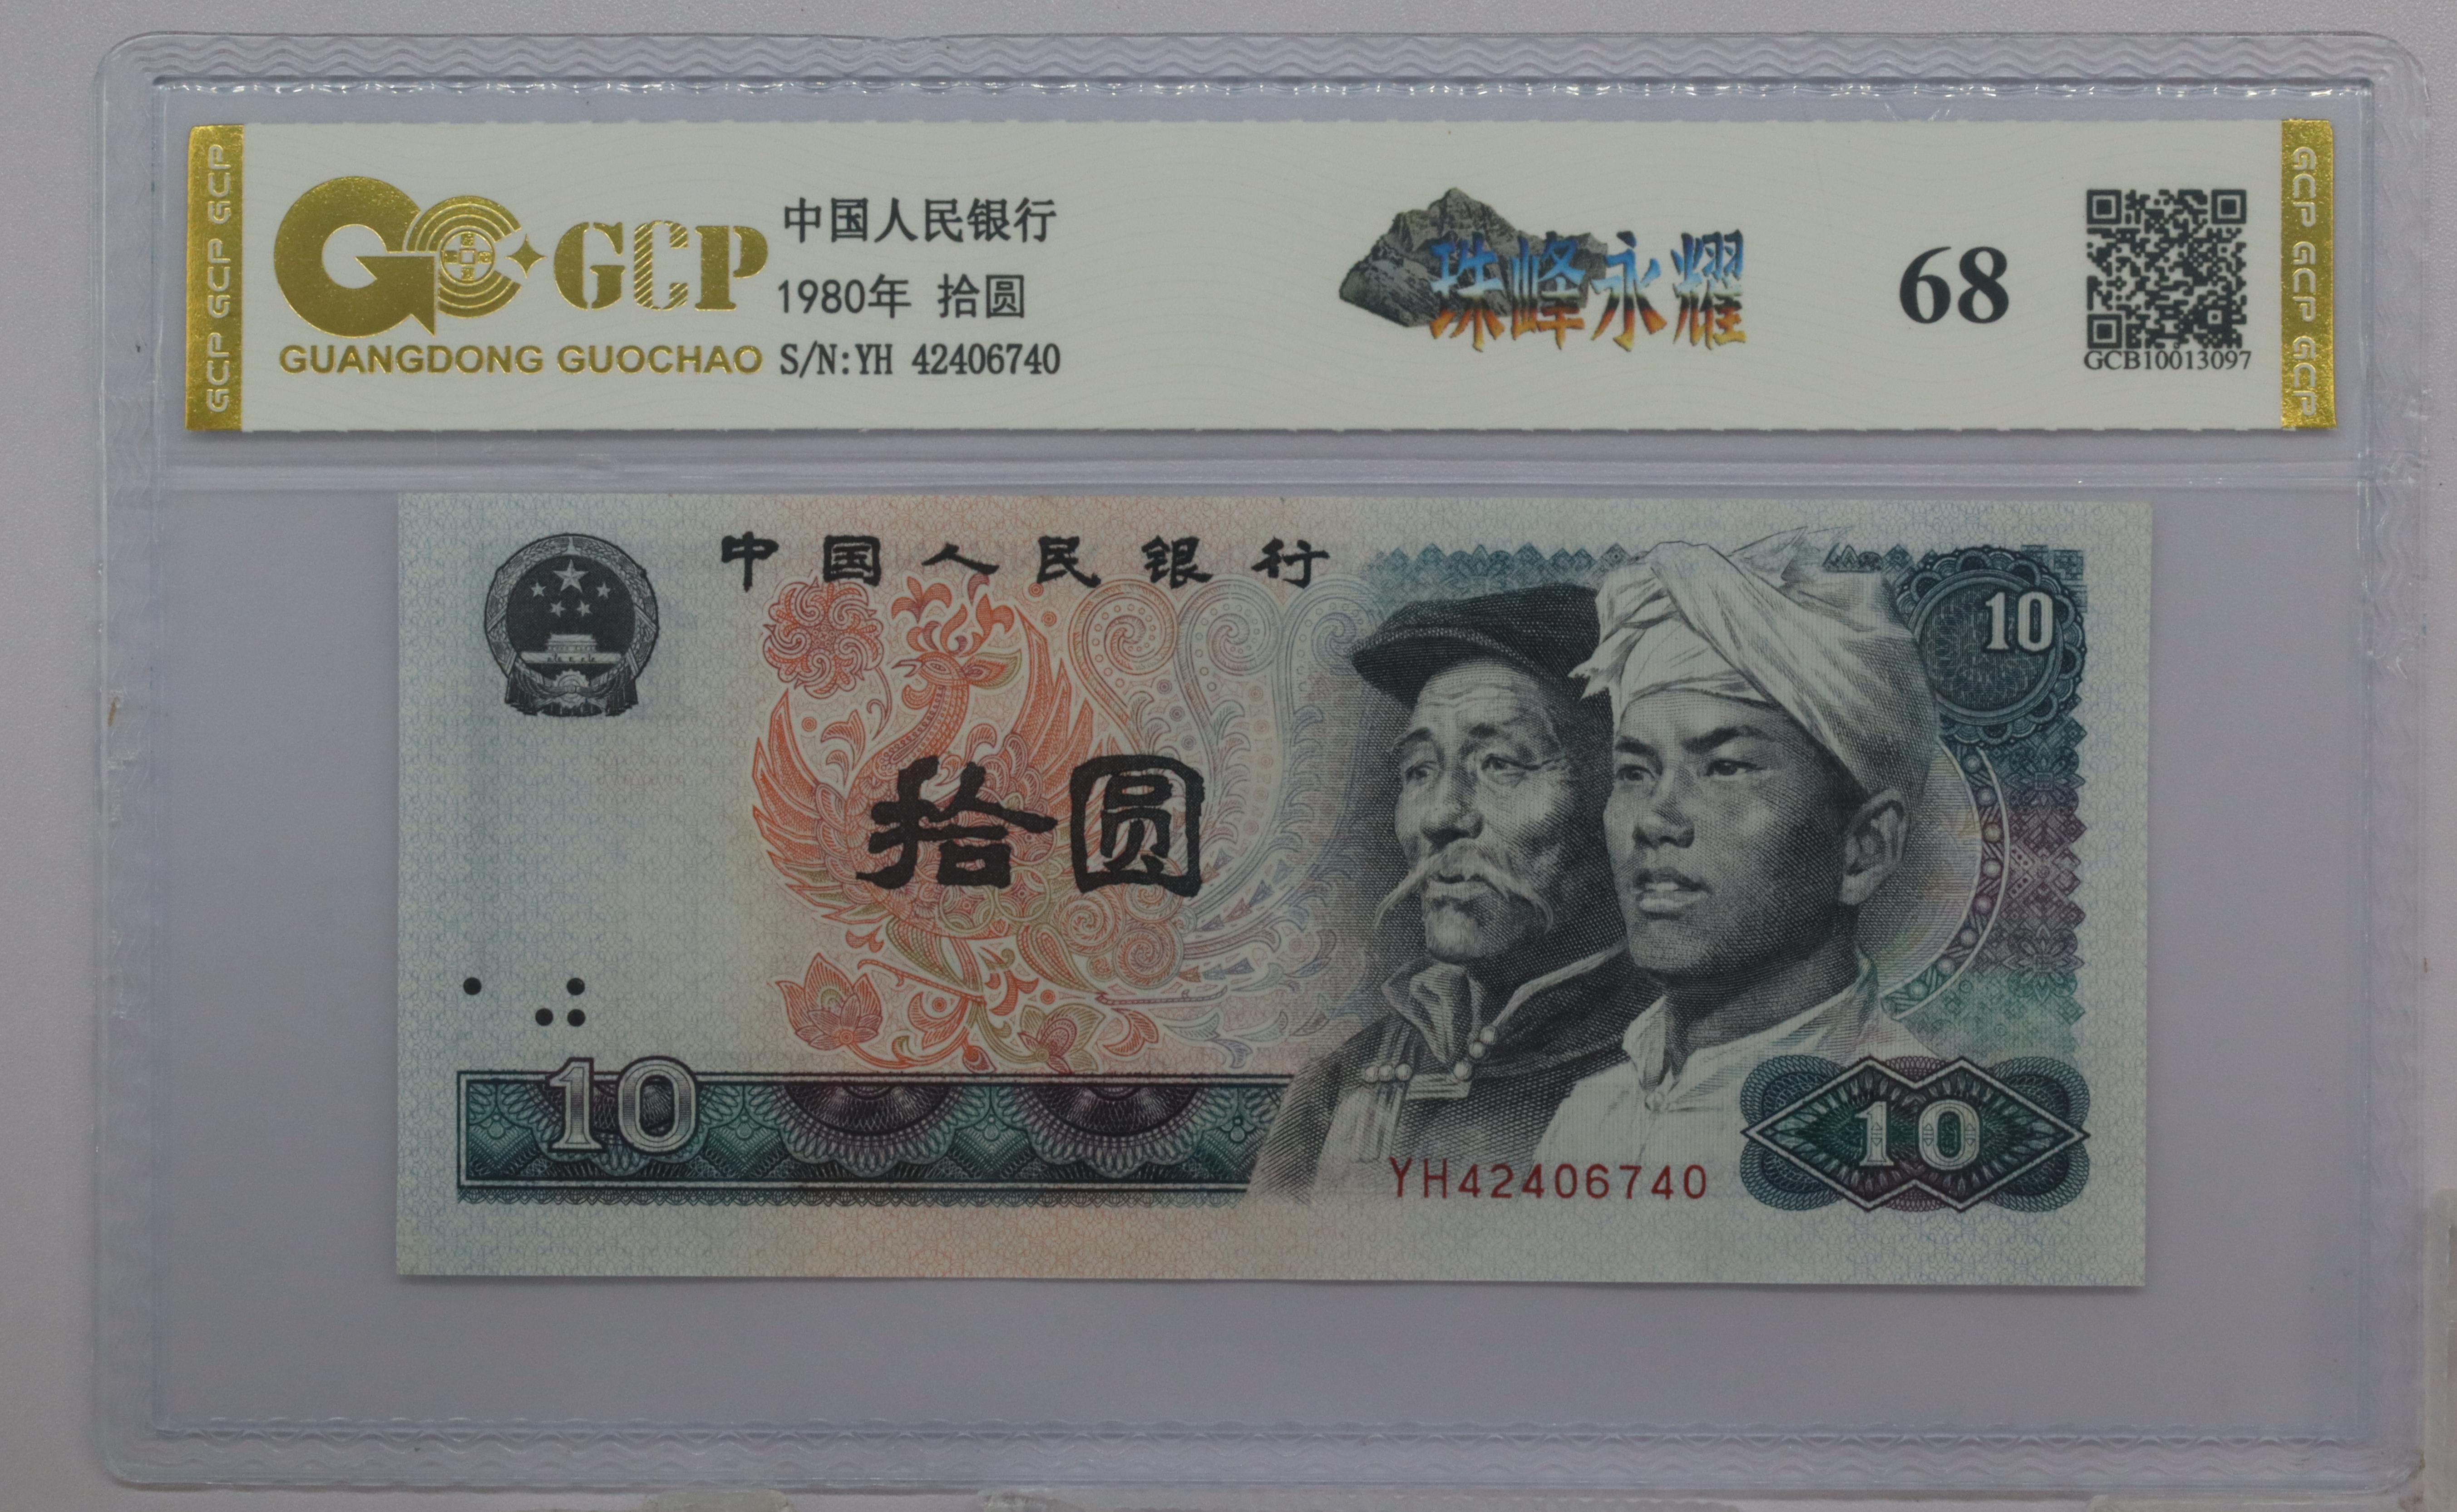 GCP GCP GCP
GCP
GUANGDONG GUOCHAO
中国人民银行
1980年 拾圆
S/N:YH 42406740
珠峰永耀
68
GCB10013097
GCP GCP GCP
中国人民银行
10
拾圆
10
YH42406740
10